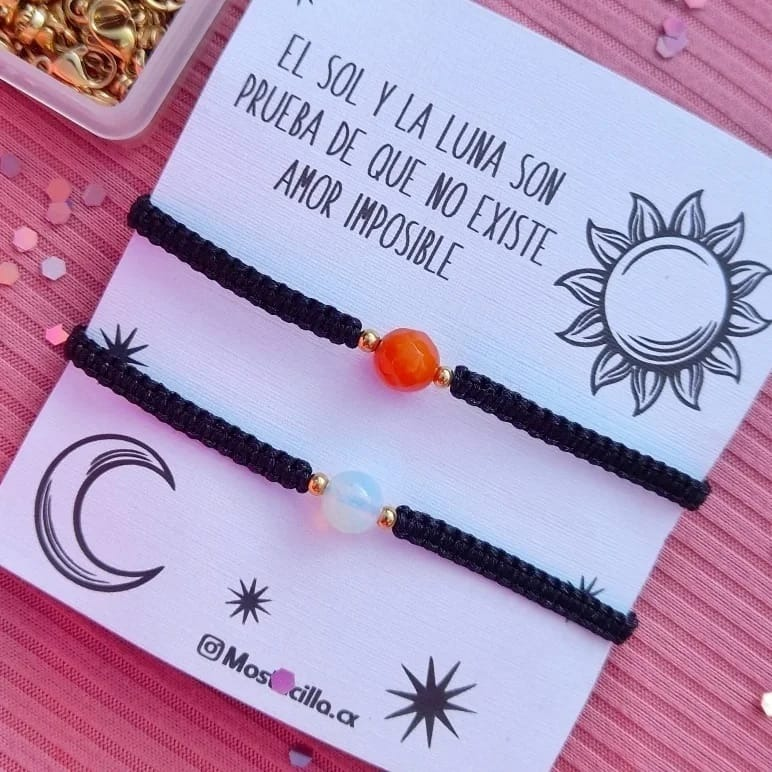 EL SOL Y LA LUNA SON
PRUEBA DE QUE NO EXISTE
AMOR IMPOSIBLE